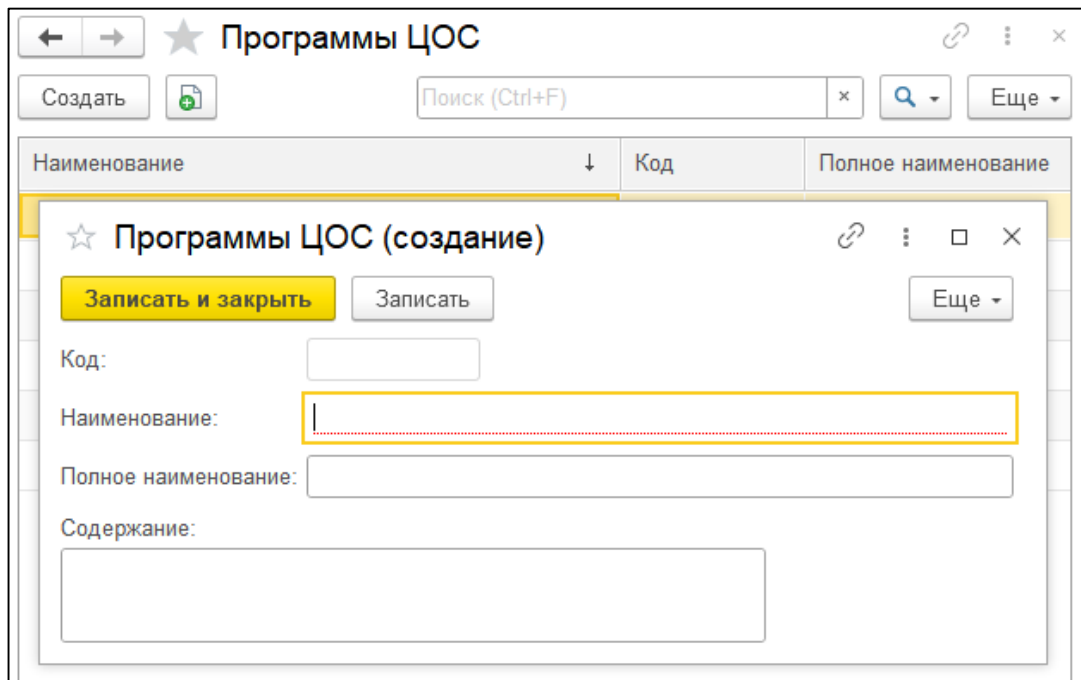 Программы ЦОС
Создать Поиск (Ctrl+F) Еще
Наименование Код Полное наименование
Программы ЦОС (создание)
Записать и закрыть Записать Еще
Код:
Наименование:
Полное наименование:
Содержание: